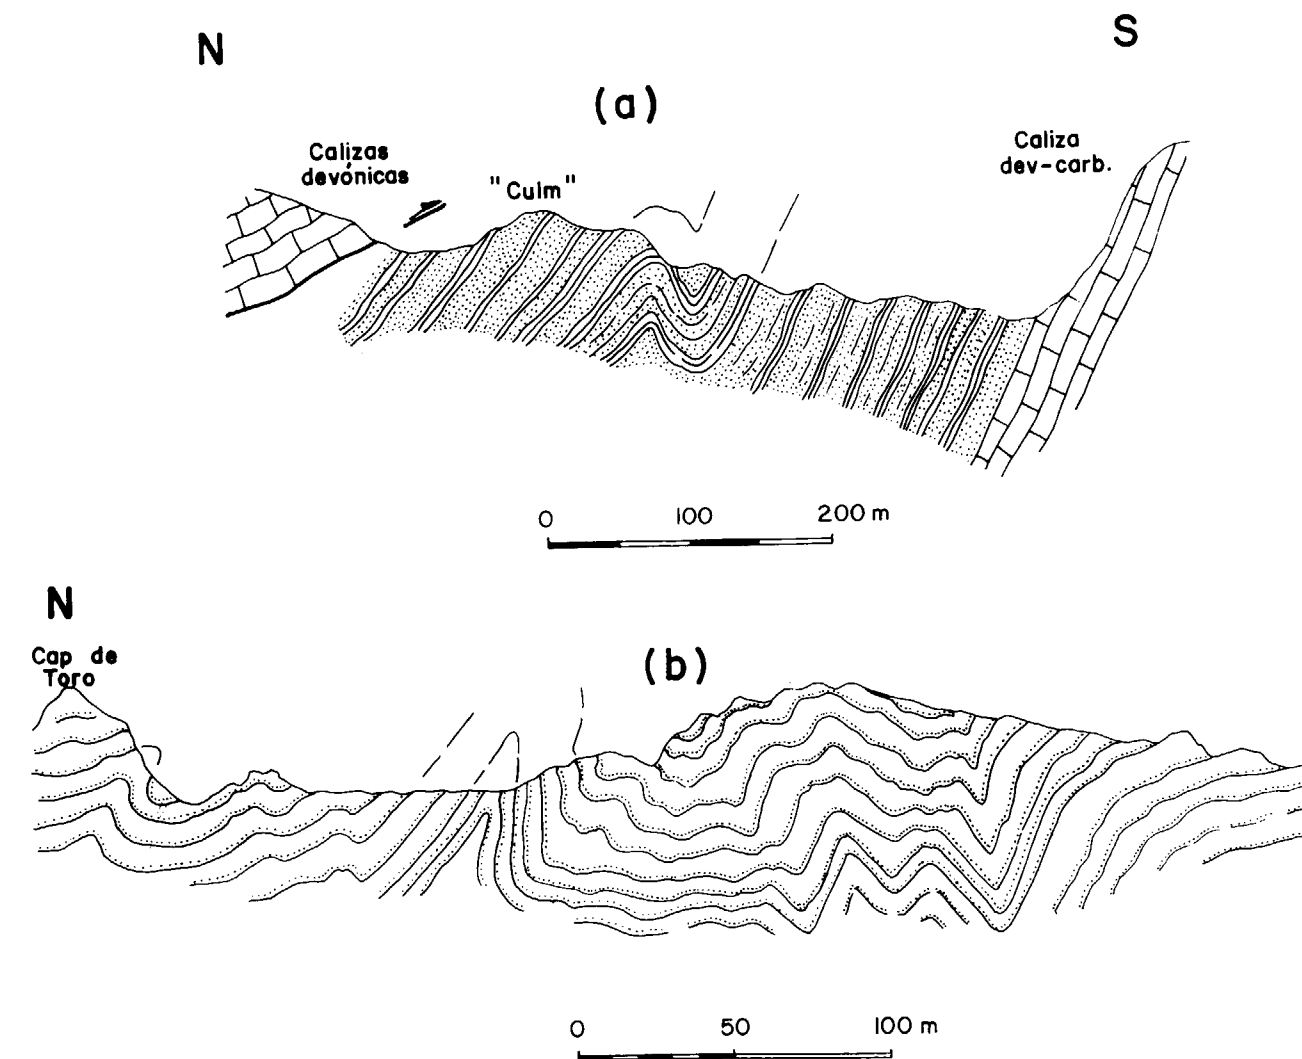 N
S
(a)
Calizas
devónicas
"Culm"
Caliza
dev-carb.
0 100 200 m
N
Cap de
Toro
(b)
0 50 100 m